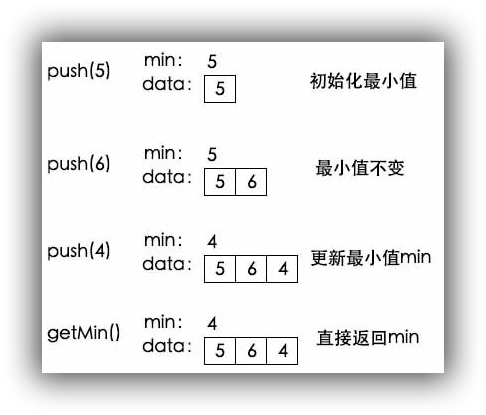 push(5) min: 5
data: 5 初始化最小值
push(6) min: 5
data: 5 6 最小值不变
push(4) min: 4
data: 5 6 4 更新最小值min
getMin() min: 4
data: 5 6 4 直接返回min